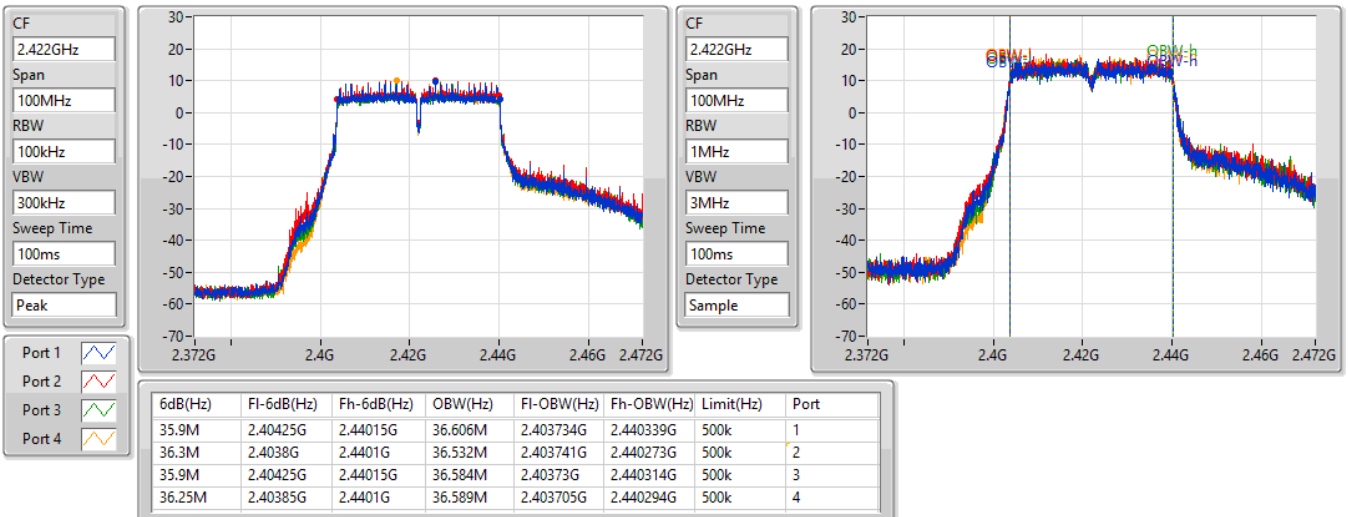 CF
2.422GHz
Span
100MHz
RBW
100kHz
VBW
300kHz
Sweep Time
100ms
Detector Type
Peak
30
20
10
0
-10
-20
-30
-40
-50
-60
-70
2.372G 2.4G 2.42G 2.44G 2.46G 2.472G
CF
2.422GHz
Span
100MHz
RBW
1MHz
VBW
3MHz
Sweep Time
100ms
Detector Type
Sample
30
20
10
0
-10
-20
-30
-40
-50
-60
-70
OBW-l OBW-h
OBW-l OBW-h
2.372G 2.4G 2.42G 2.44G 2.46G 2.472G
Port 1
Port 2
Port 3
Port 4
6dB(Hz) Fl-6dB(Hz) Fh-6dB(Hz) OBW(Hz) Fl-OBW(Hz) Fh-OBW(Hz) Limit(Hz) Port
35.9M 2.40425G 2.44015G 36.606M 2.403734G 2.440339G 500k 1
36.3M 2.4038G 2.4401G 36.532M 2.403741G 2.440273G 500k 2
35.9M 2.40425G 2.44015G 36.584M 2.40373G 2.440314G 500k 3
36.25M 2.40385G 2.4401G 36.589M 2.403705G 2.440294G 500k 4